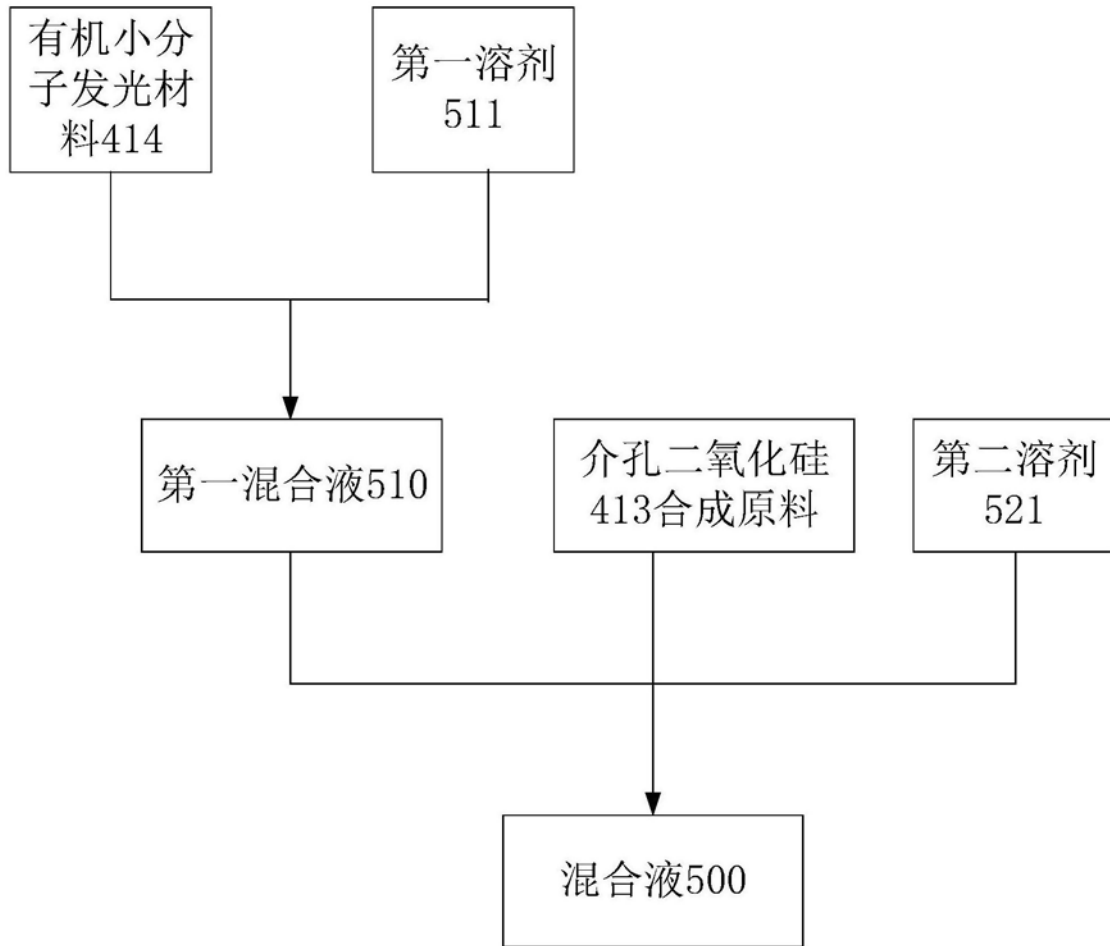 有机小分
子发光材
料414
第一溶剂
511
第一混合液510
介孔二氧化硅
413合成原料
第二溶剂
521
混合液500